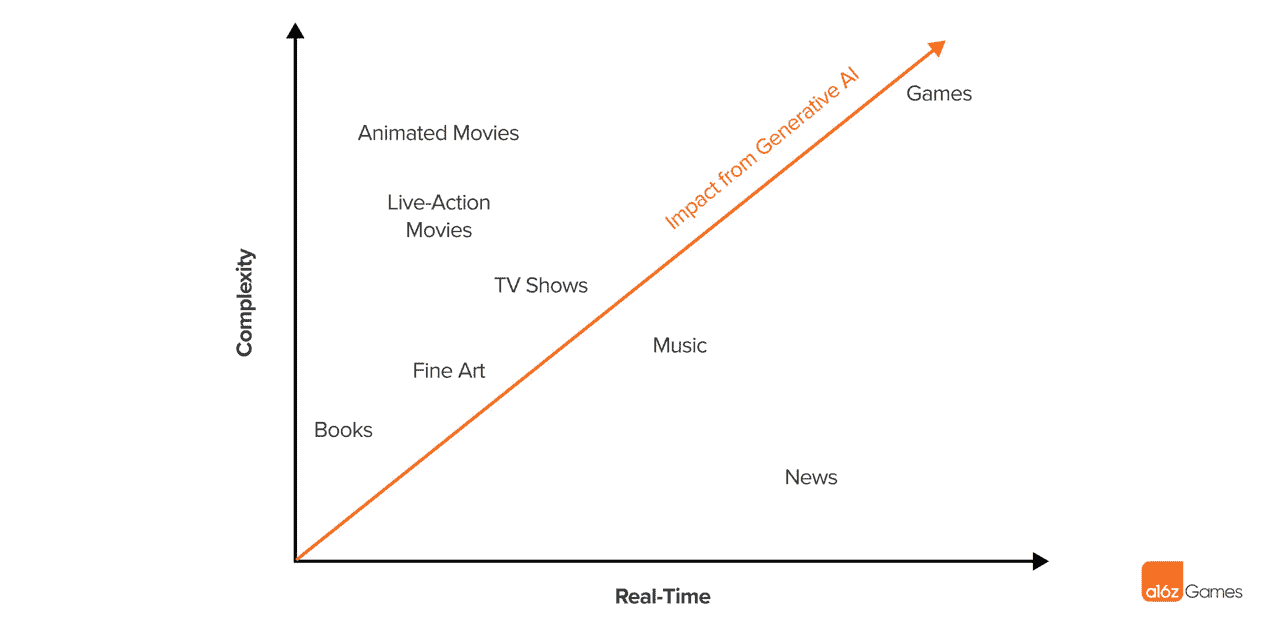 Impact from Generative AI
Games
Animated Movies
Live-Action
Movies
TV Shows
Music
Fine Art
Books
News
Complexity
Real-Time
a16z Games